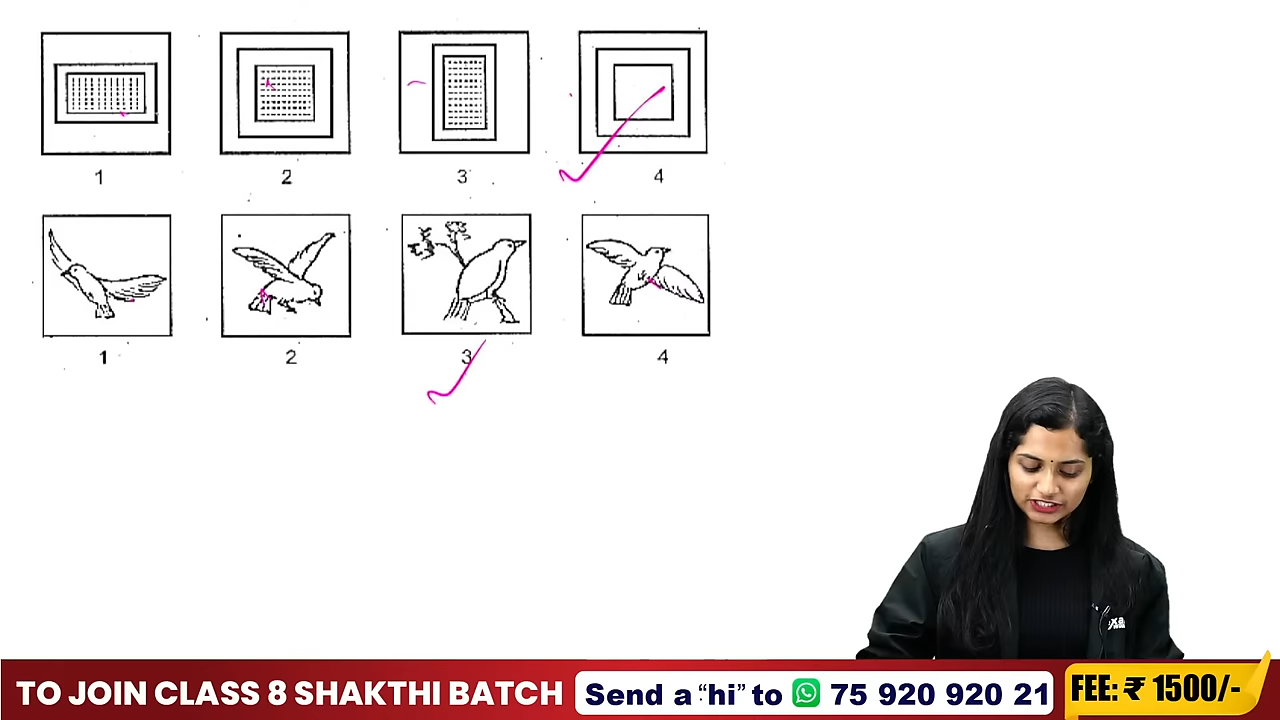 1 2 3 4
1 2 3 4
TO JOIN CLASS 8 SHAKTHI BATCH Send a “hi” to 75 920 920 21 FEE: ₹ 1500/-